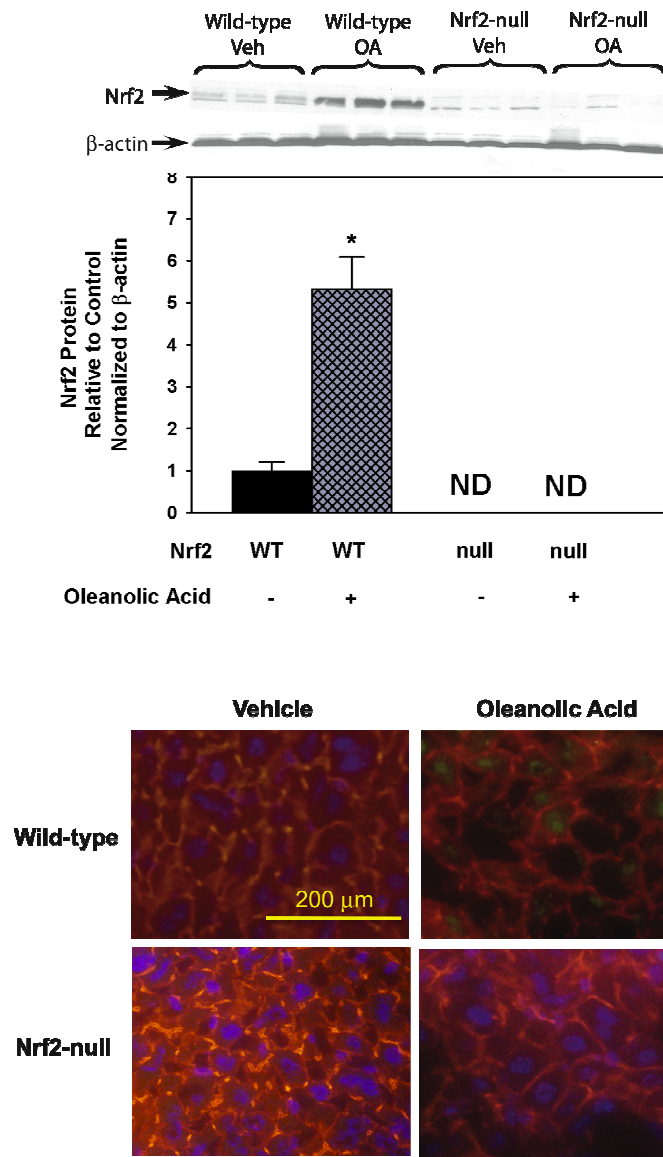 Wild-type Wild-type Nrf2-null Nrf2-null
Veh OA Veh OA
Nrf2
β-actin
8
7
6
5
4
3
2
1
0
Nrf2 Protein
Relative to Control
Normalized to β-actin
*
ND ND
Nrf2 WT WT null null
Oleanolic Acid - + - +
Vehicle Oleanolic Acid
Wild-type
200 μm
Nrf2-null